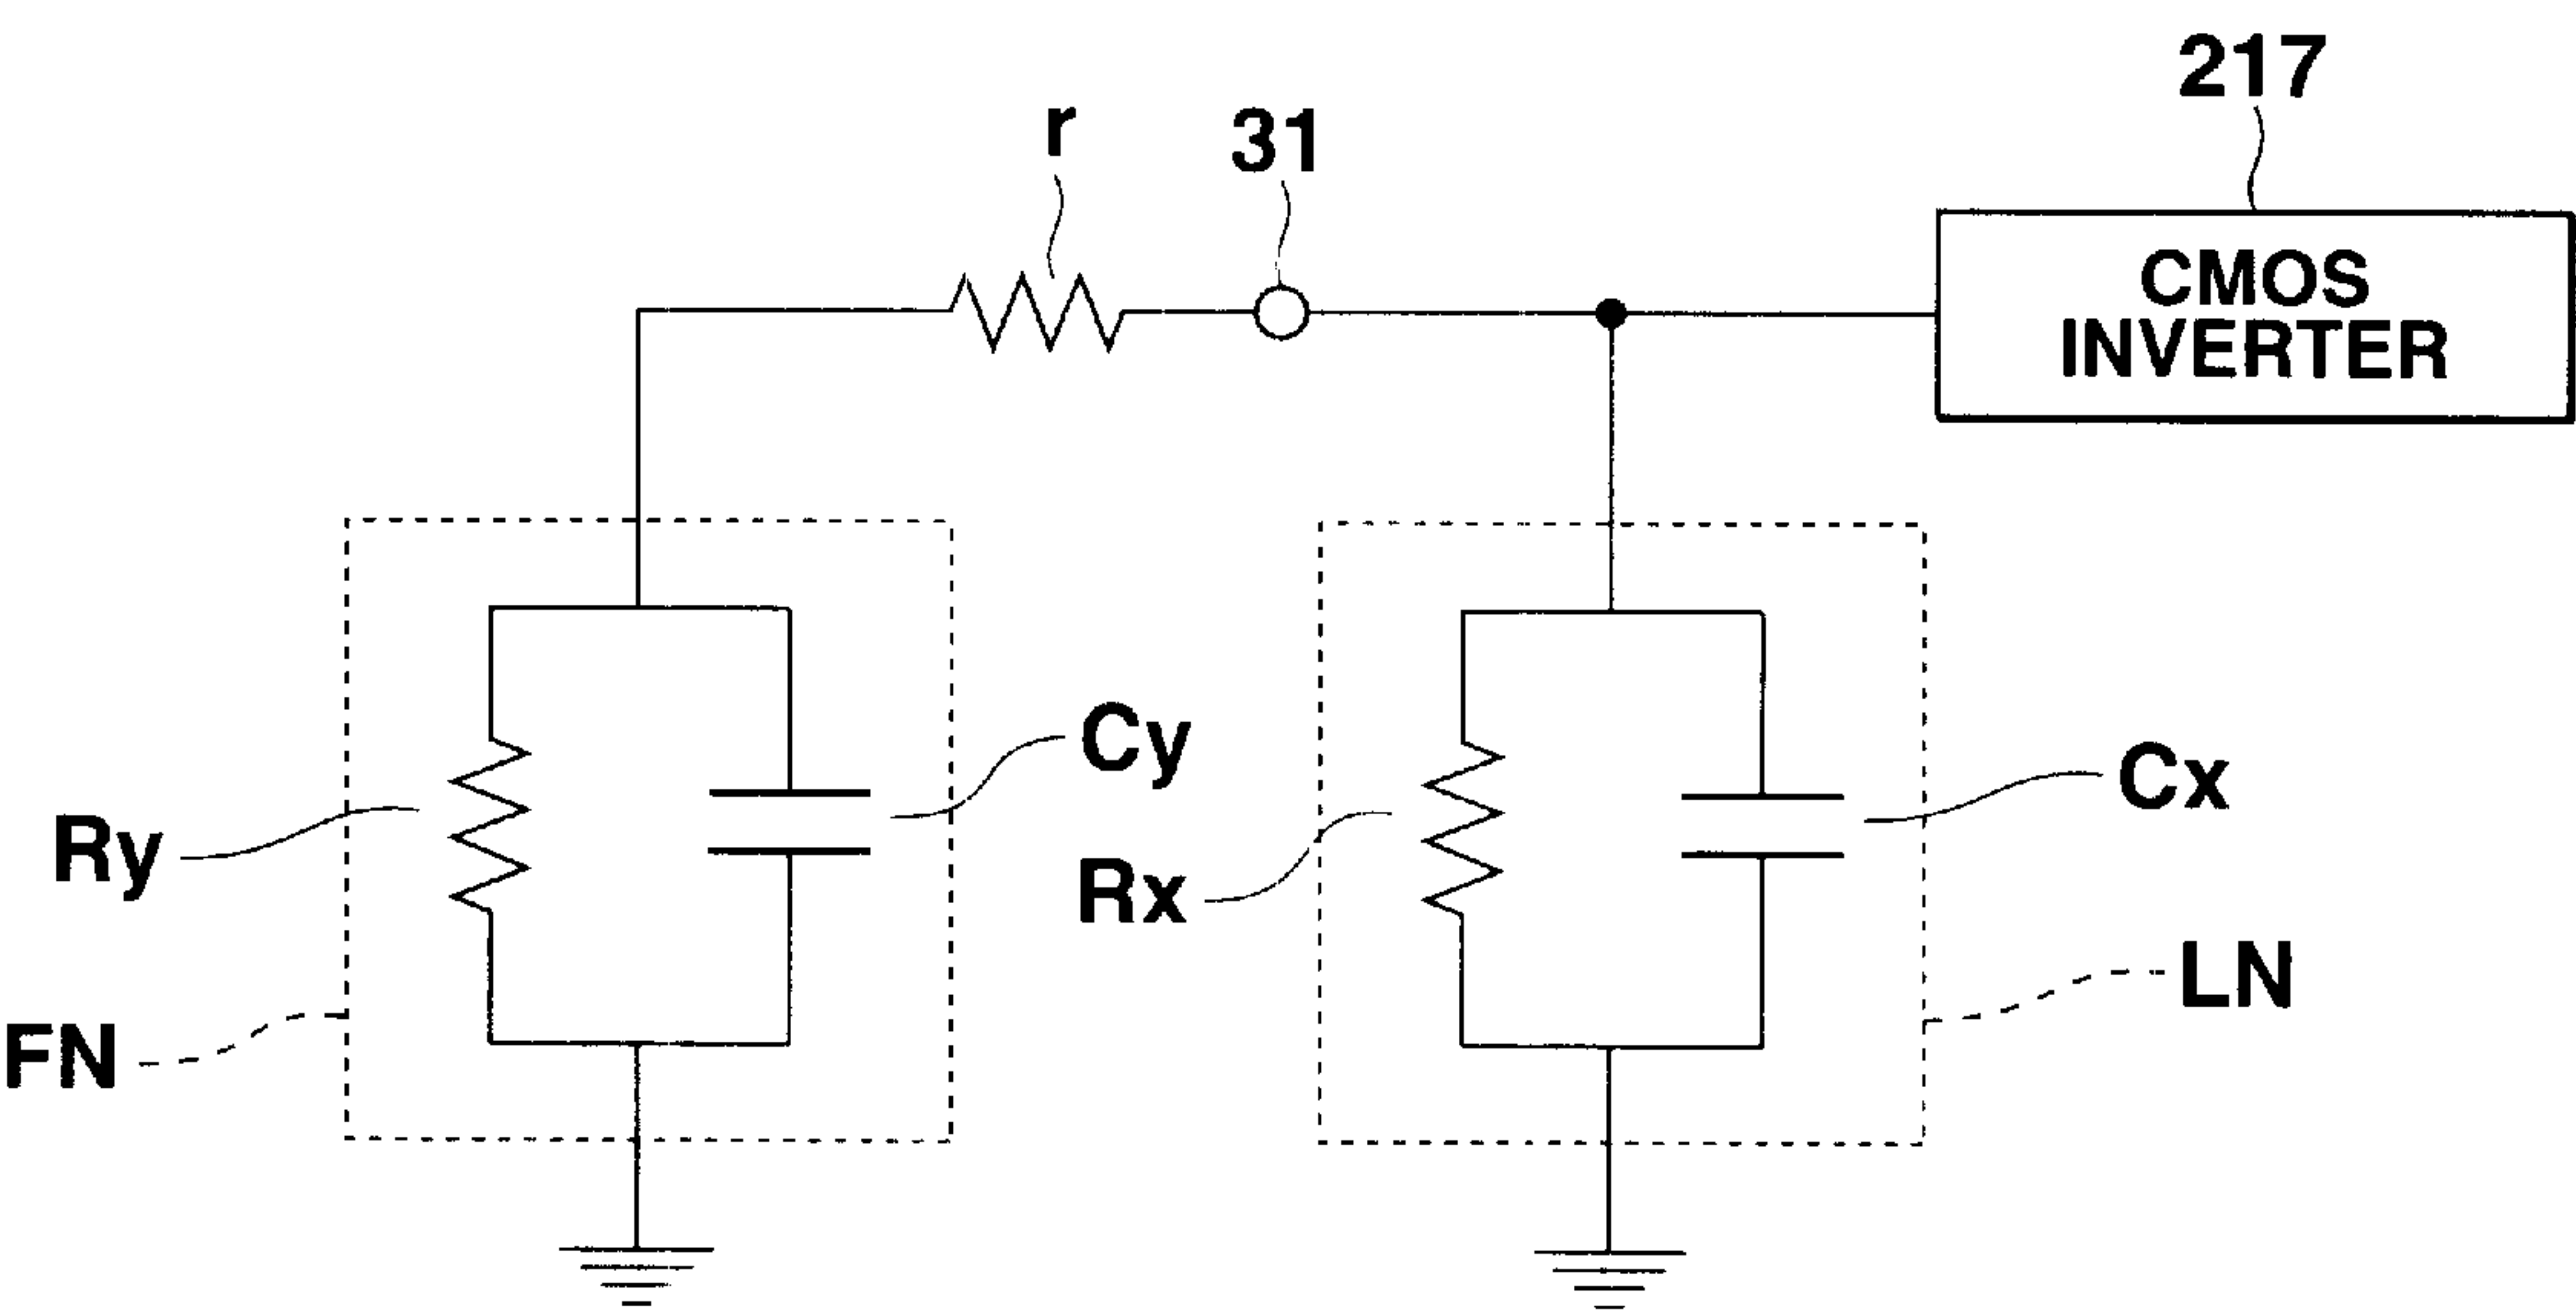 217
r
31
CMOS
INVERTER
Cy
Cx
Ry
Rx
LN
FN